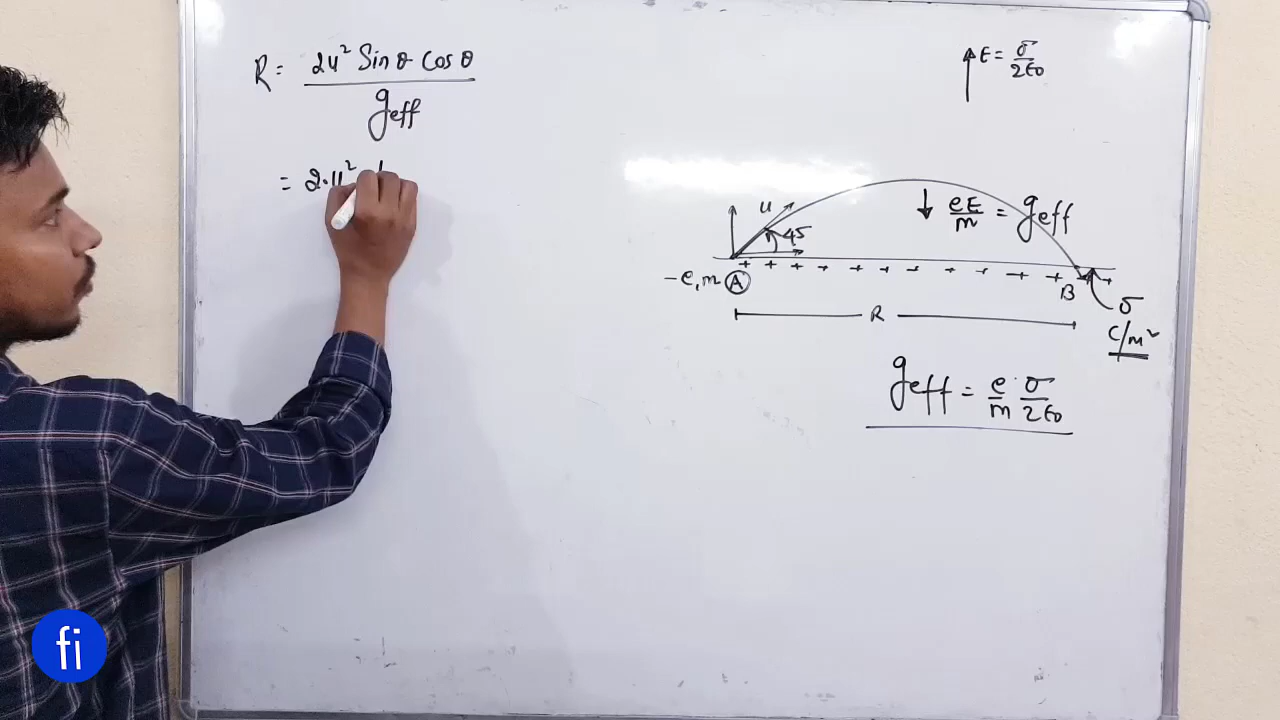 R = 2u² Sin θ Cos θ / geff
= 2·u²
E = σ/2ε0
u
45
↓ eE/m = geff
+ + + + + + + + + + + +
-e, m A
B
σ
C/m²
R
geff = e/m · σ/2ε0
fi